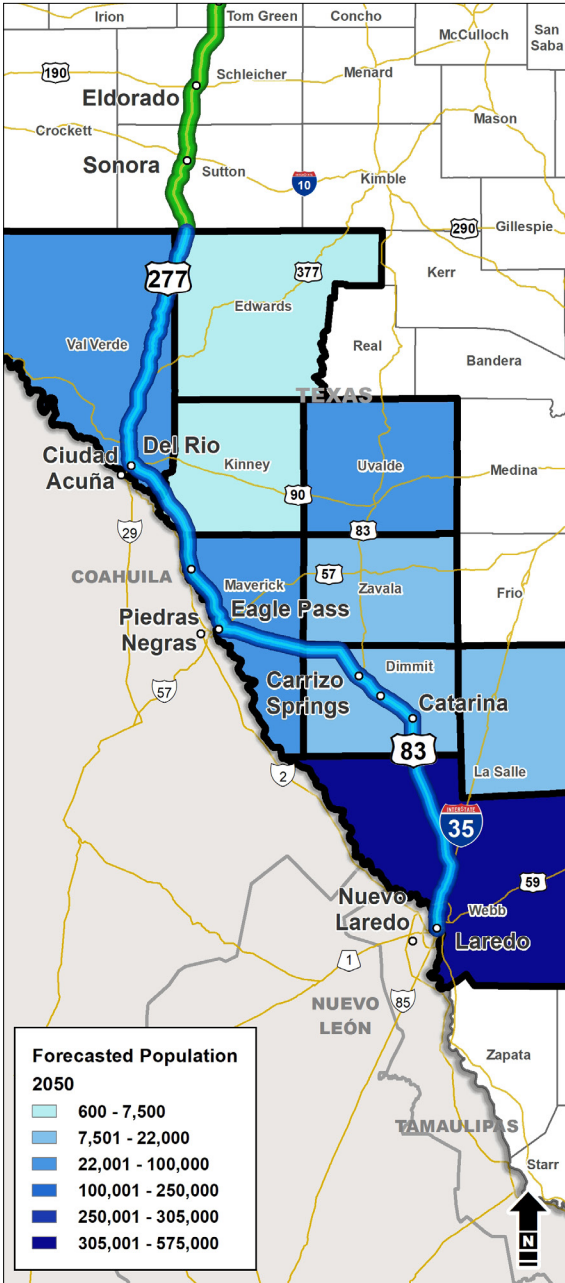 Irion
Tom Green
Concho
McCulloch
San
Saba
190
Schleicher
Menard
Eldorado
Mason
Crockett
Sonora
Sutton
INTERSTATE
10
Kimble
290
Gillespie
277
377
Kerr
Edwards
Val Verde
Real
Bandera
TEXAS
Ciudad
Acuña
Del Rio
Kinney
Uvalde
Medina
90
83
29
COAHUILA
Maverick
57
Zavala
Frio
Piedras
Negras
Eagle Pass
Dimmit
Carrizo
Springs
57
Catarina
83
La Salle
2
INTERSTATE
35
59
Nuevo
Laredo
Webb
Laredo
1
85
NUEVO
LEÓN
Zapata
TAMAULIPAS
Starr
N
Forecasted Population
2050
600 - 7,500
7,501 - 22,000
22,001 - 100,000
100,001 - 250,000
250,001 - 305,000
305,001 - 575,000